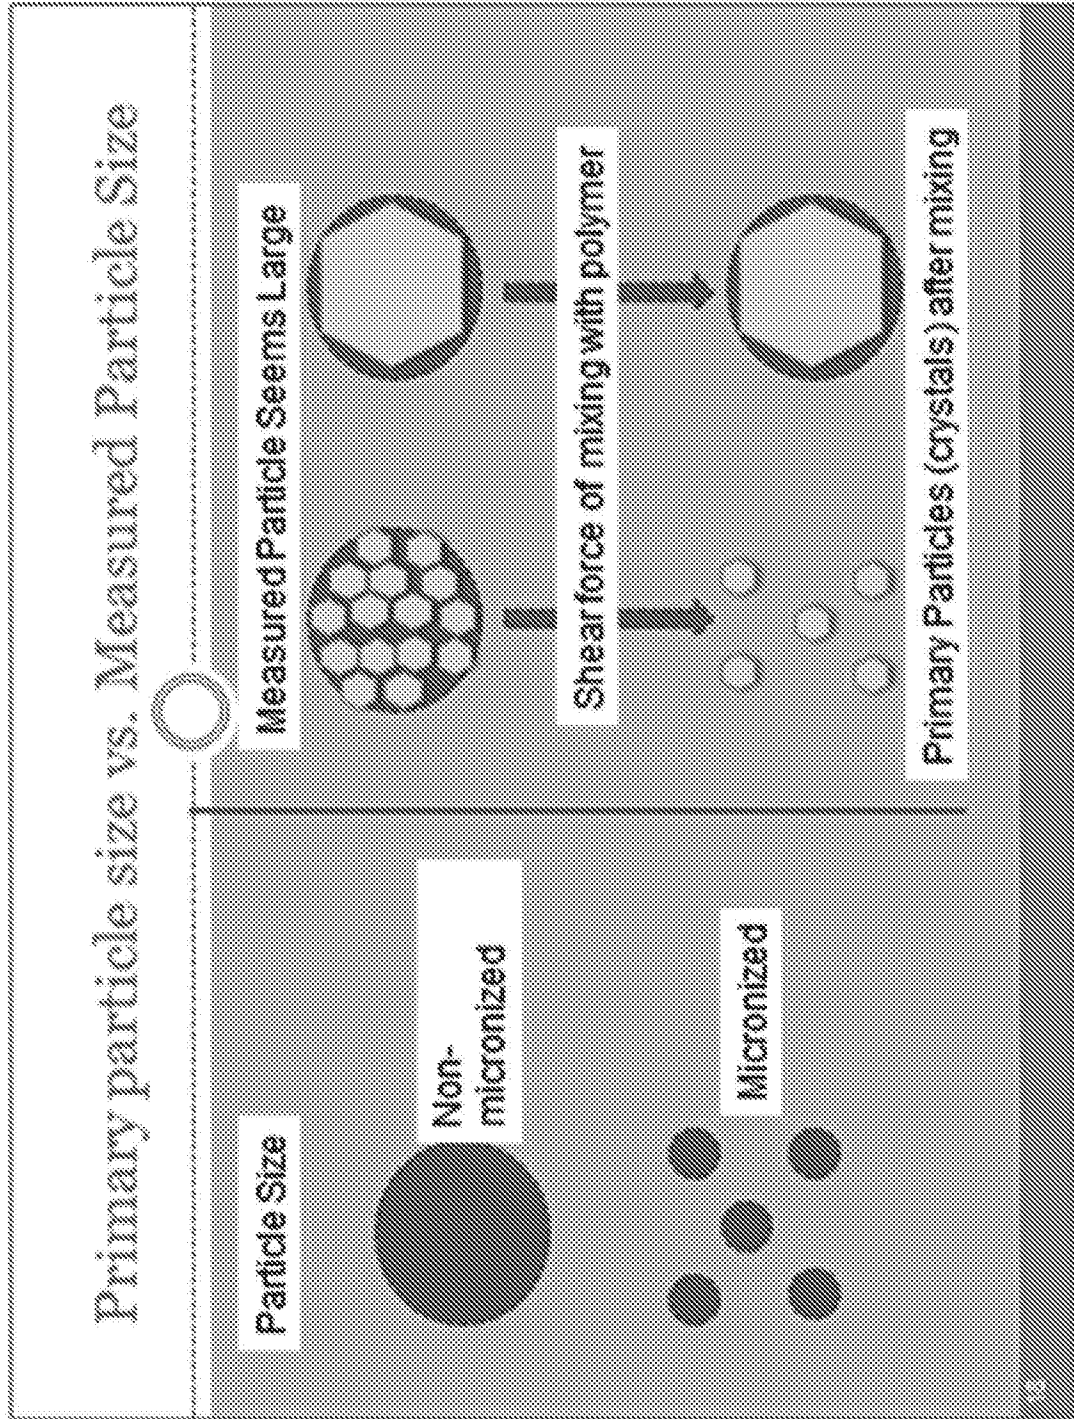 Primary particle size vs. Measured Particle Size
Particle Size
Non-
micronized
Micronized
Measured Particle Seems Large
Shear force of mixing with polymer
Primary Particles (crystals) after mixing